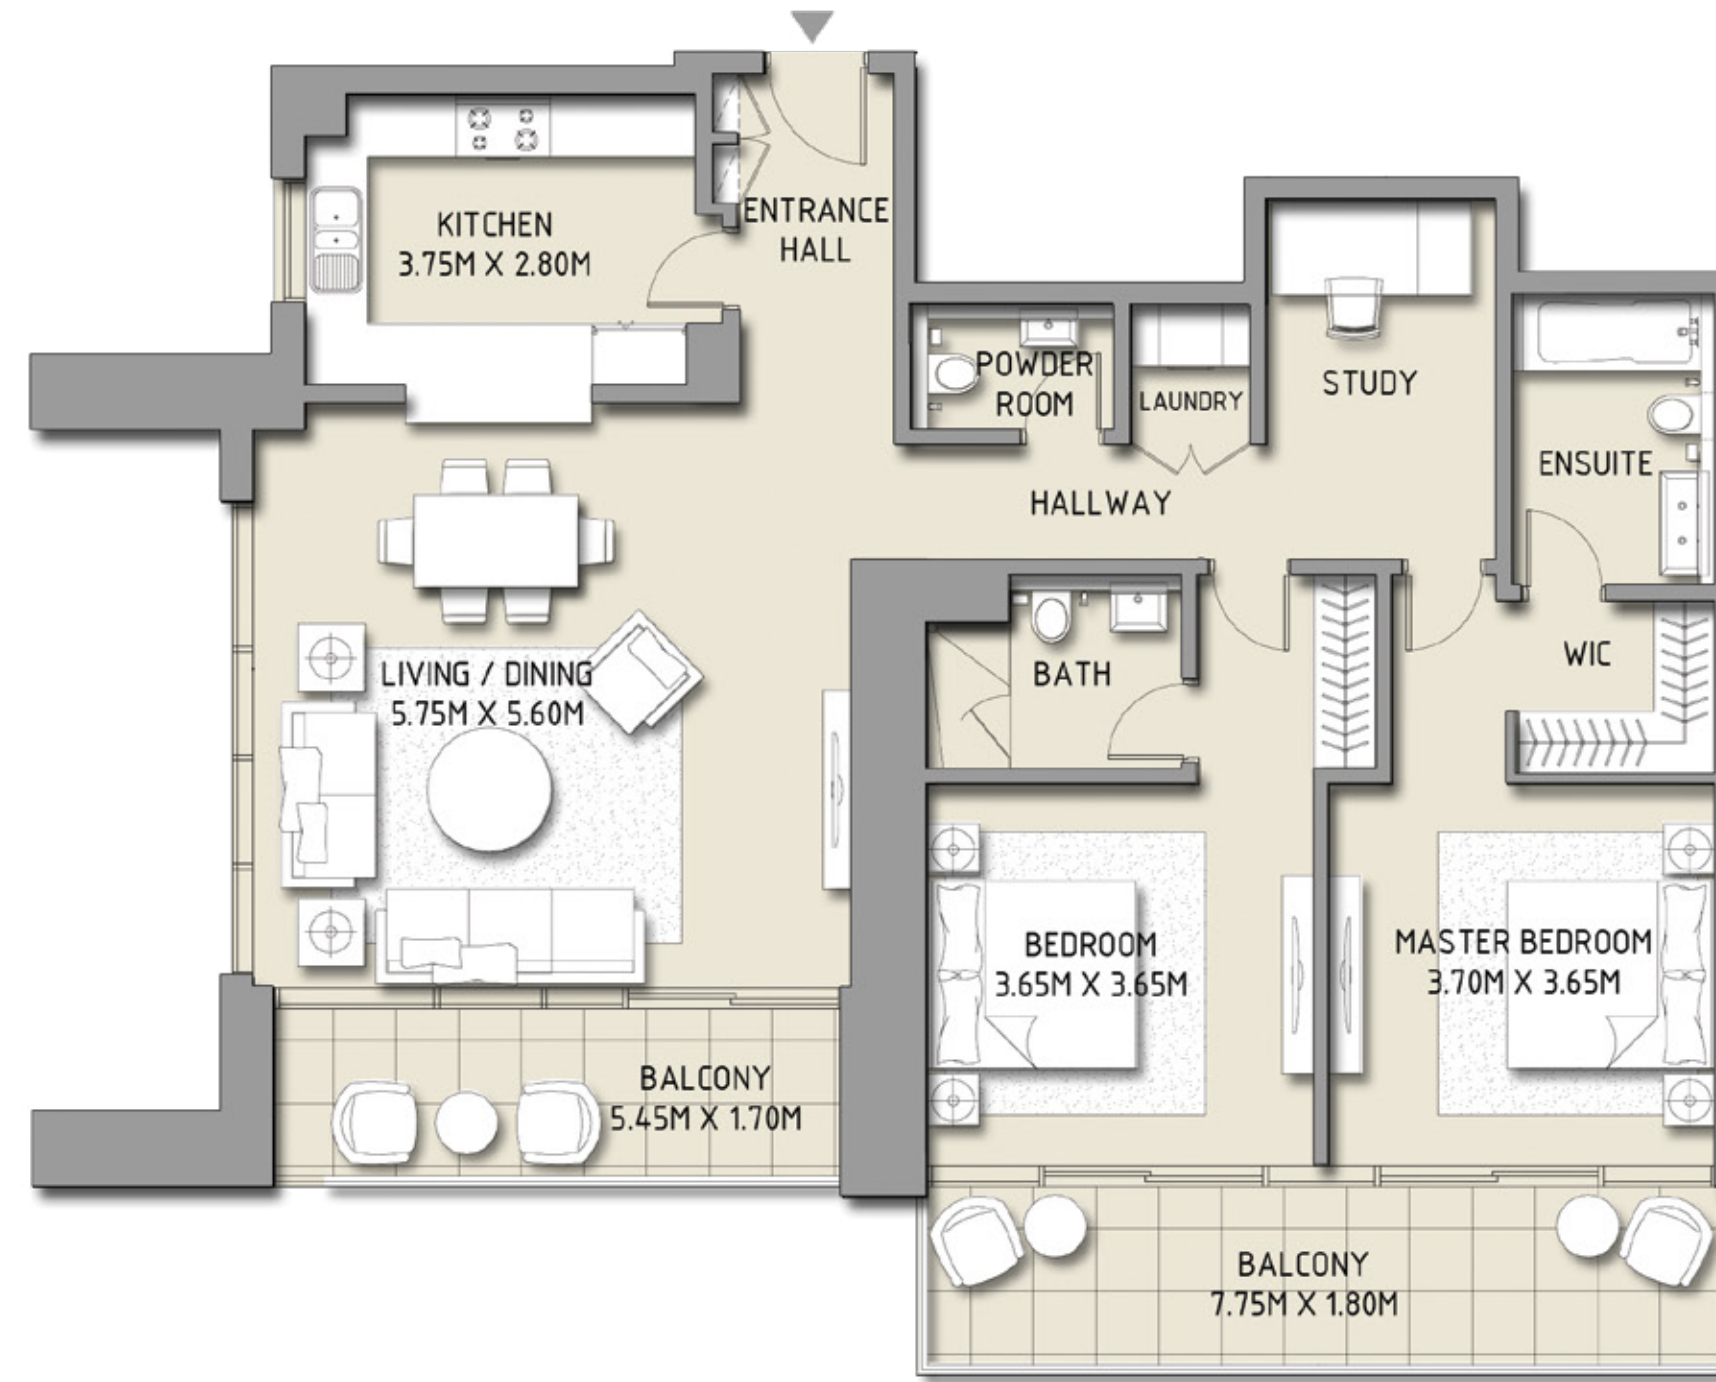 KITCHEN
3.75M X 2.80M
ENTRANCE
HALL
POWDER
ROOM
LAUNDRY
STUDY
ENSUITE
HALLWAY
WIC
BATH
LIVING / DINING
5.75M X 5.60M
BEDROOM
3.65M X 3.65M
MASTER BEDROOM
3.70M X 3.65M
BALCONY
5.45M X 1.70M
BALCONY
7.75M X 1.80M